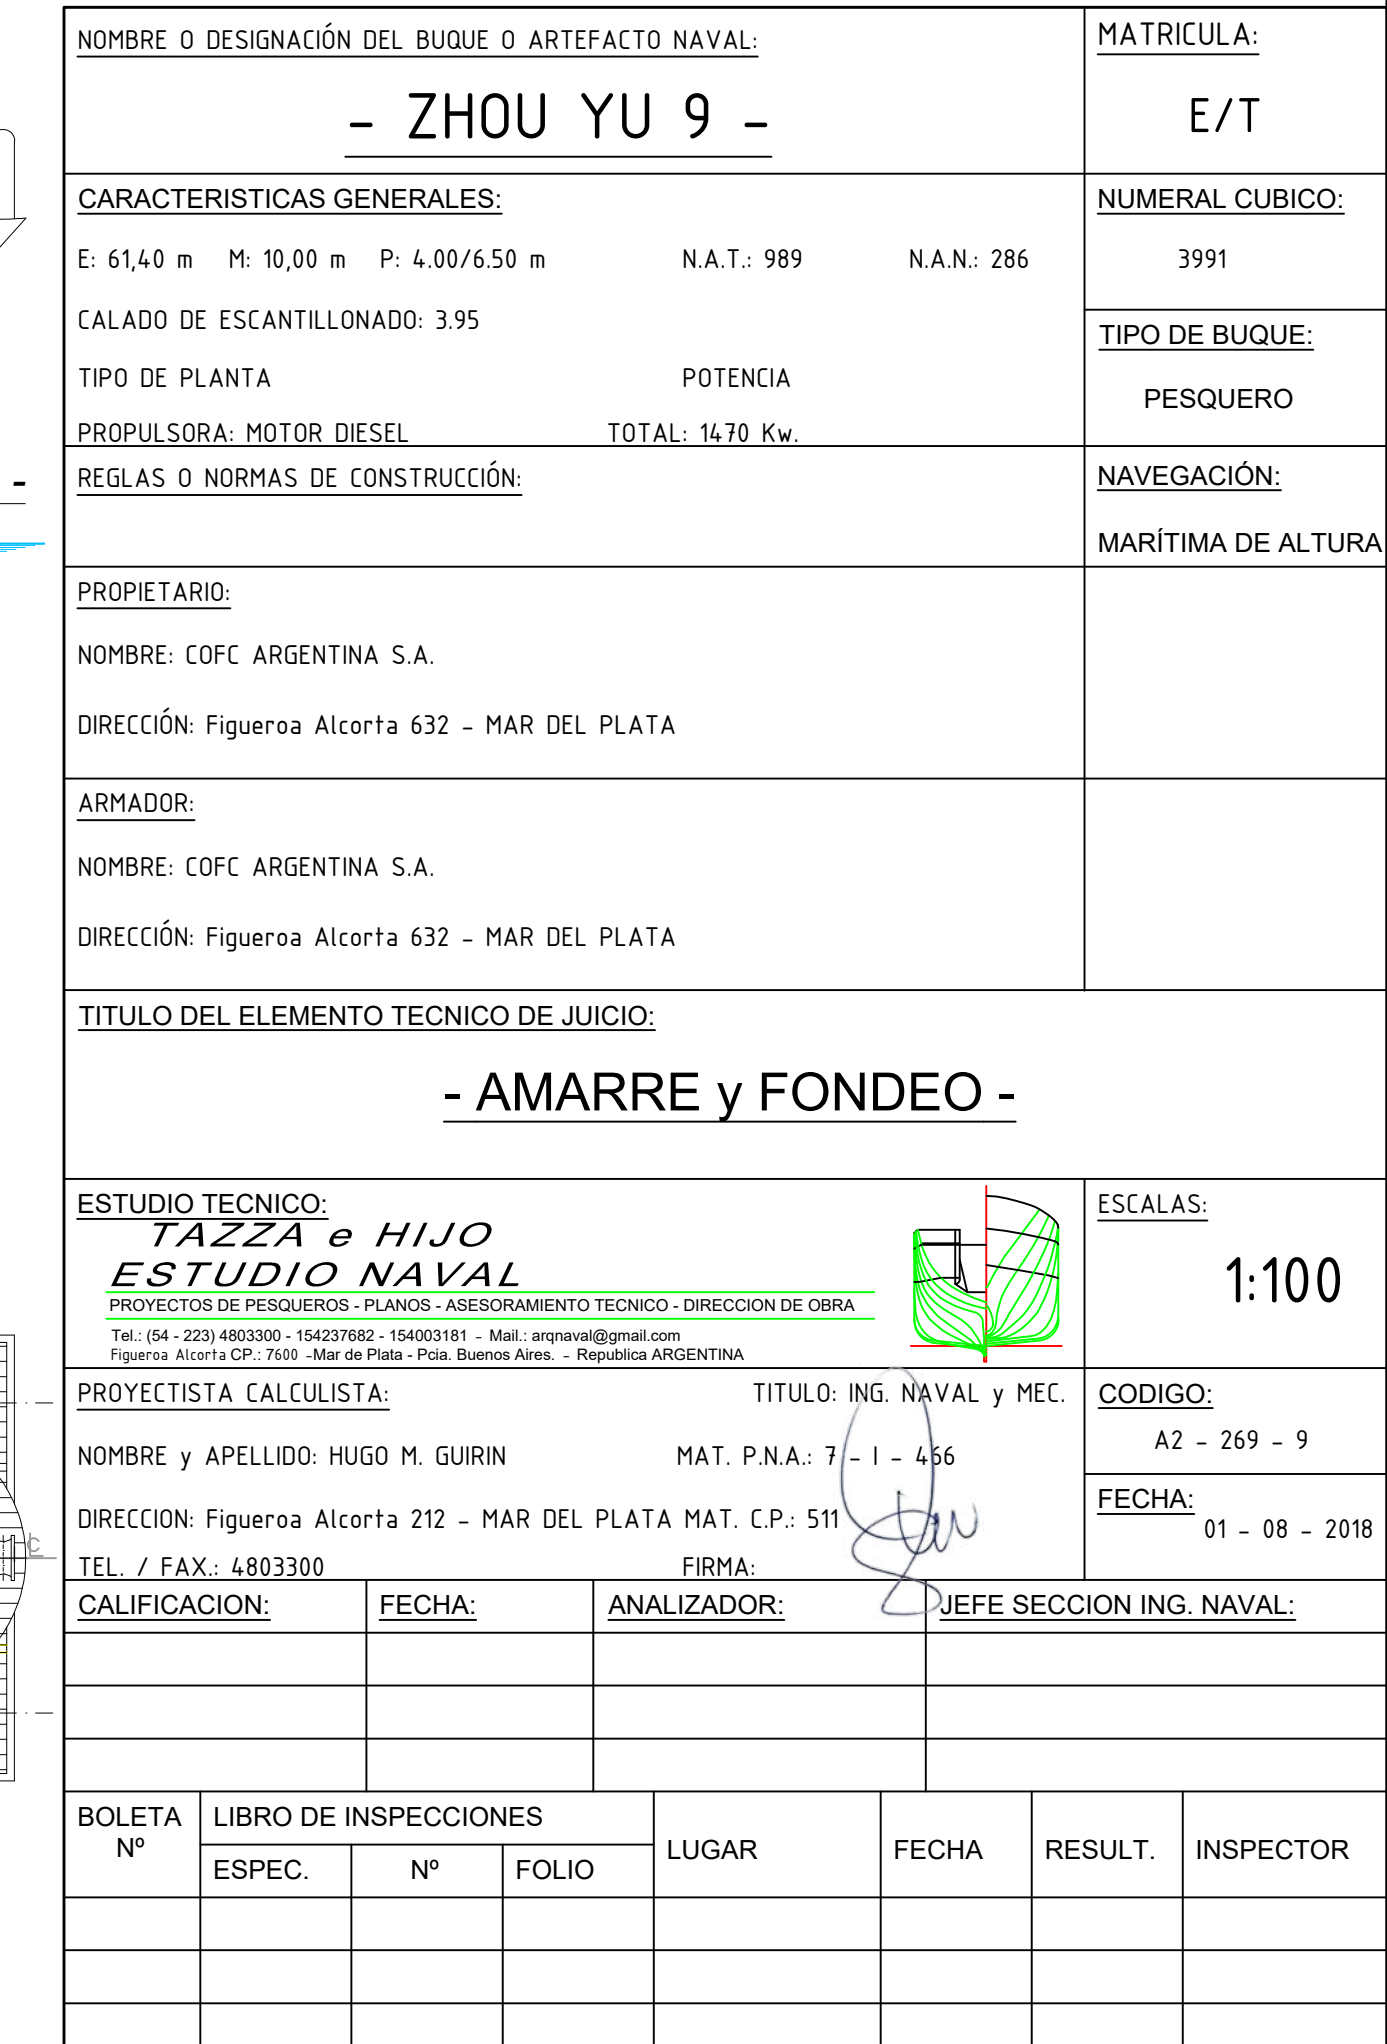 NOMBRE O DESIGNACIÓN DEL BUQUE O ARTEFACTO NAVAL:
- ZHOU YU 9 -
MATRICULA:
E/T
CARACTERISTICAS GENERALES:
E: 61,40 m M: 10,00 m P: 4.00/6.50 m N.A.T.: 989 N.A.N.: 286
CALADO DE ESCANTILLONADO: 3.95
TIPO DE PLANTA POTENCIA
PROPULSORA: MOTOR DIESEL TOTAL: 1470 Kw.
NUMERAL CUBICO:
3991
TIPO DE BUQUE:
PESQUERO
REGLAS O NORMAS DE CONSTRUCCIÓN:
NAVEGACIÓN:
MARÍTIMA DE ALTURA
PROPIETARIO:
NOMBRE: COFC ARGENTINA S.A.
DIRECCIÓN: Figueroa Alcorta 632 - MAR DEL PLATA
ARMADOR:
NOMBRE: COFC ARGENTINA S.A.
DIRECCIÓN: Figueroa Alcorta 632 - MAR DEL PLATA
TITULO DEL ELEMENTO TECNICO DE JUICIO:
- AMARRE y FONDEO -
ESTUDIO TECNICO:
TAZZA e HIJO
ESTUDIO NAVAL
PROYECTOS DE PESQUEROS - PLANOS - ASESORAMIENTO TECNICO - DIRECCION DE OBRA
Tel.: (54 - 223) 4803300 - 154237682 - 154003181 - Mail.: arqnaval@gmail.com
Figueroa Alcorta CP.: 7600 -Mar de Plata - Pcia. Buenos Aires. - Republica ARGENTINA
ESCALAS:
1:100
PROYECTISTA CALCULISTA: TITULO: ING. NAVAL y MEC.
NOMBRE y APELLIDO: HUGO M. GUIRIN MAT. P.N.A.: 7 - I - 466
DIRECCION: Figueroa Alcorta 212 - MAR DEL PLATA MAT. C.P.: 511
TEL. / FAX.: 4803300 FIRMA:
CODIGO:
A2 - 269 - 9
FECHA:
01 - 08 - 2018
CALIFICACION: FECHA: ANALIZADOR: JEFE SECCION ING. NAVAL:
BOLETA Nº
LIBRO DE INSPECCIONES
ESPEC. Nº FOLIO
LUGAR FECHA RESULT. INSPECTOR